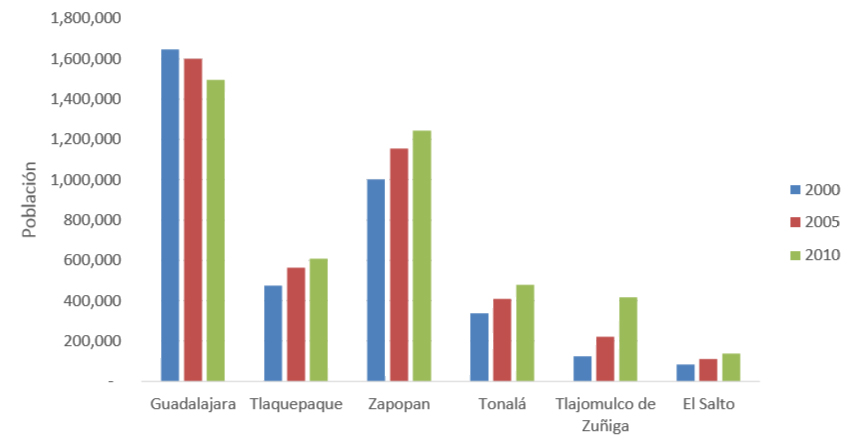 1,800,000
1,600,000
1,400,000
1,200,000
1,000,000
800,000
600,000
400,000
200,000
-
Población
Guadalajara
Tlaquepaque
Zapopan
Tonalá
Tlajomulco de
Zuñiga
El Salto
2000
2005
2010